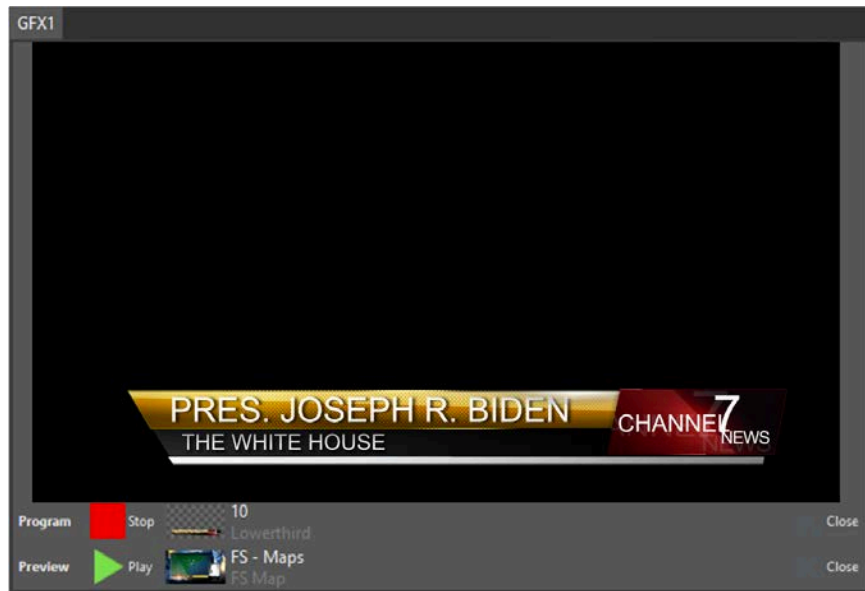 GFX1
PRES. JOSEPH R. BIDEN
THE WHITE HOUSE
CHANNEL 7
NEWS
Program Stop 10 Close
Lowerthird
Preview Play FS - Maps Close
FS Map